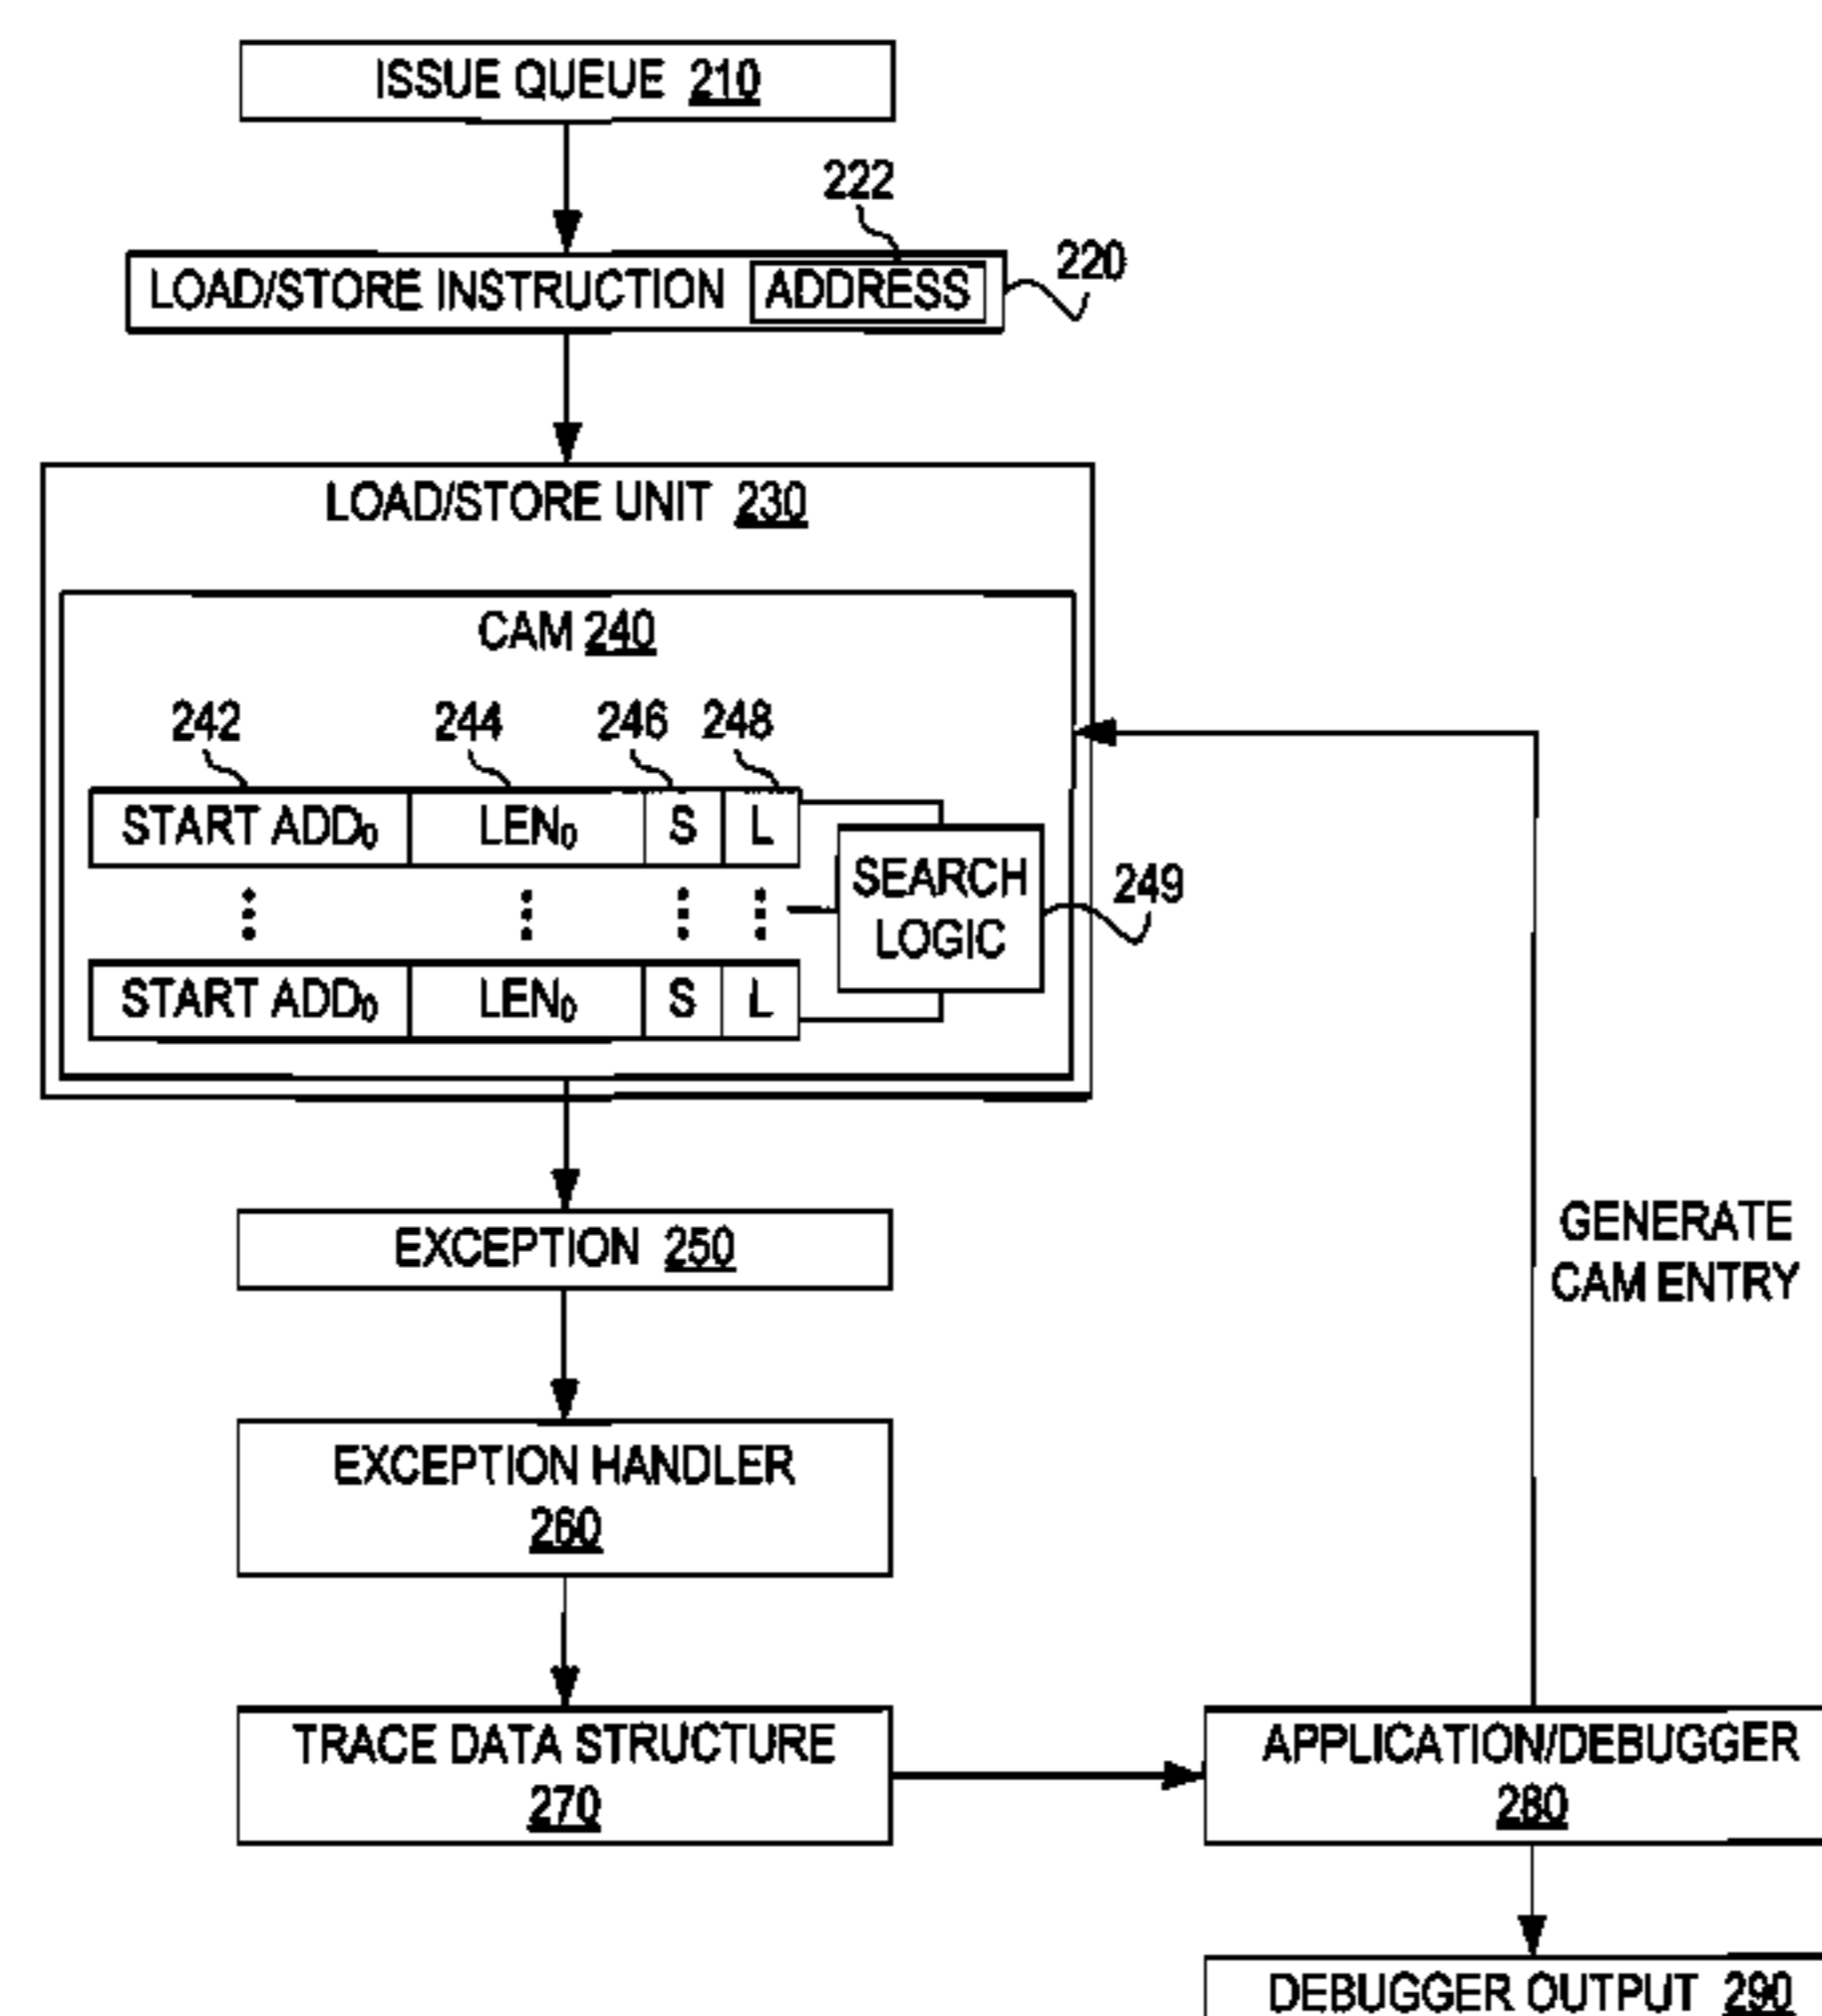 ISSUE QUEUE 210
222
LOAD/STORE INSTRUCTION ADDRESS
220
LOAD/STORE UNIT 230
CAM 240
242 244 246 248
START ADD₀ LEN₀ S L
SEARCH
LOGIC
249
START ADD₀ LEN₀ S L
EXCEPTION 250
GENERATE
CAM ENTRY
EXCEPTION HANDLER
260
TRACE DATA STRUCTURE
270
APPLICATION/DEBUGGER
280
DEBUGGER OUTPUT 290